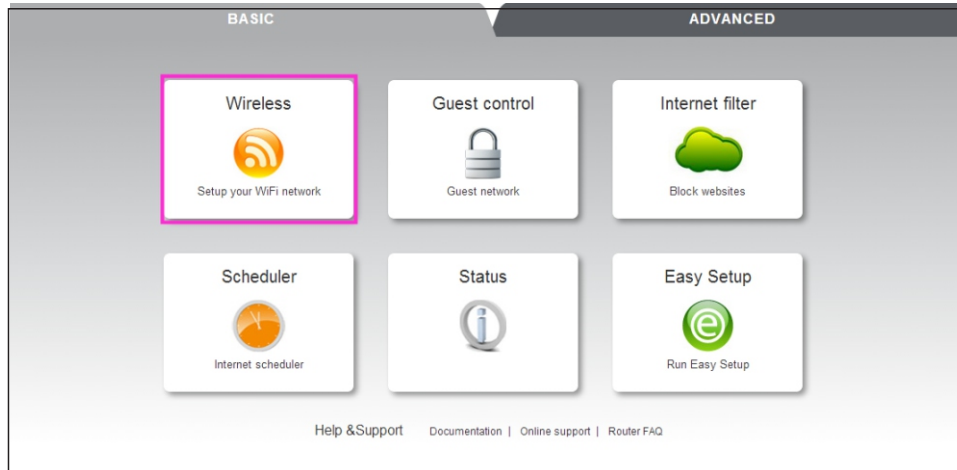 BASIC ADVANCED
Wireless Guest control Internet filter
Setup your WiFi network Guest network Block websites
Scheduler Status Easy Setup
Internet scheduler Run Easy Setup
Help &Support Documentation | Online support | Router FAQ